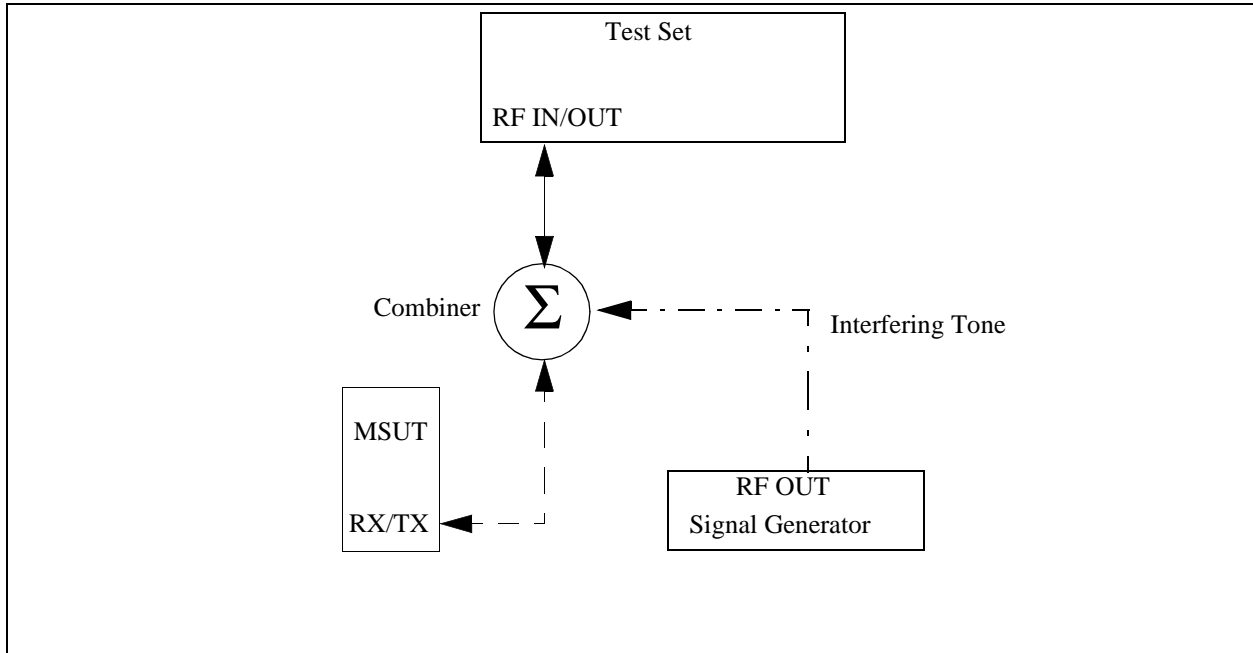 Test Set
RF IN/OUT
Combiner
Σ
Interfering Tone
MSUT
RX/TX
RF OUT
Signal Generator